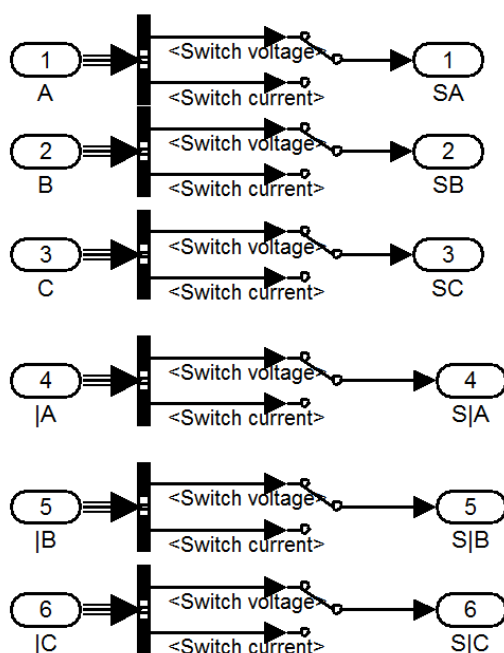 1 <Switch voltage> 1
A <Switch current> SA
2 <Switch voltage> 2
B <Switch current> SB
3 <Switch voltage> 3
C <Switch current> SC
4 <Switch voltage> 4
|A <Switch current> S|A
5 <Switch voltage> 5
|B <Switch current> S|B
6 <Switch voltage> 6
|C <Switch current> S|C